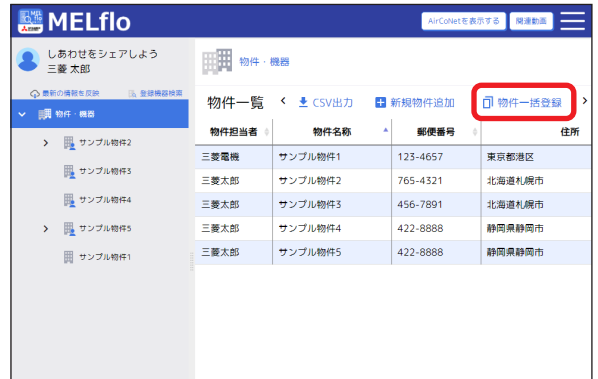 MELflo
AirCoNetを表示する
関連動画
しあわせをシェアしよう
三菱 太郎
最新の情報を反映
登録機器検索
物件・機器
サンプル物件2
サンプル物件3
サンプル物件4
サンプル物件5
サンプル物件1
物件・機器
物件一覧 CSV出力 新規物件追加 物件一括登録
物件担当者 物件名称 郵便番号 住所
三菱電機 サンプル物件1 123-4657 東京都港区
三菱太郎 サンプル物件2 765-4321 北海道札幌市
三菱太郎 サンプル物件3 456-7891 北海道札幌市
三菱太郎 サンプル物件4 422-8888 静岡県静岡市
三菱太郎 サンプル物件5 422-8888 静岡県静岡市